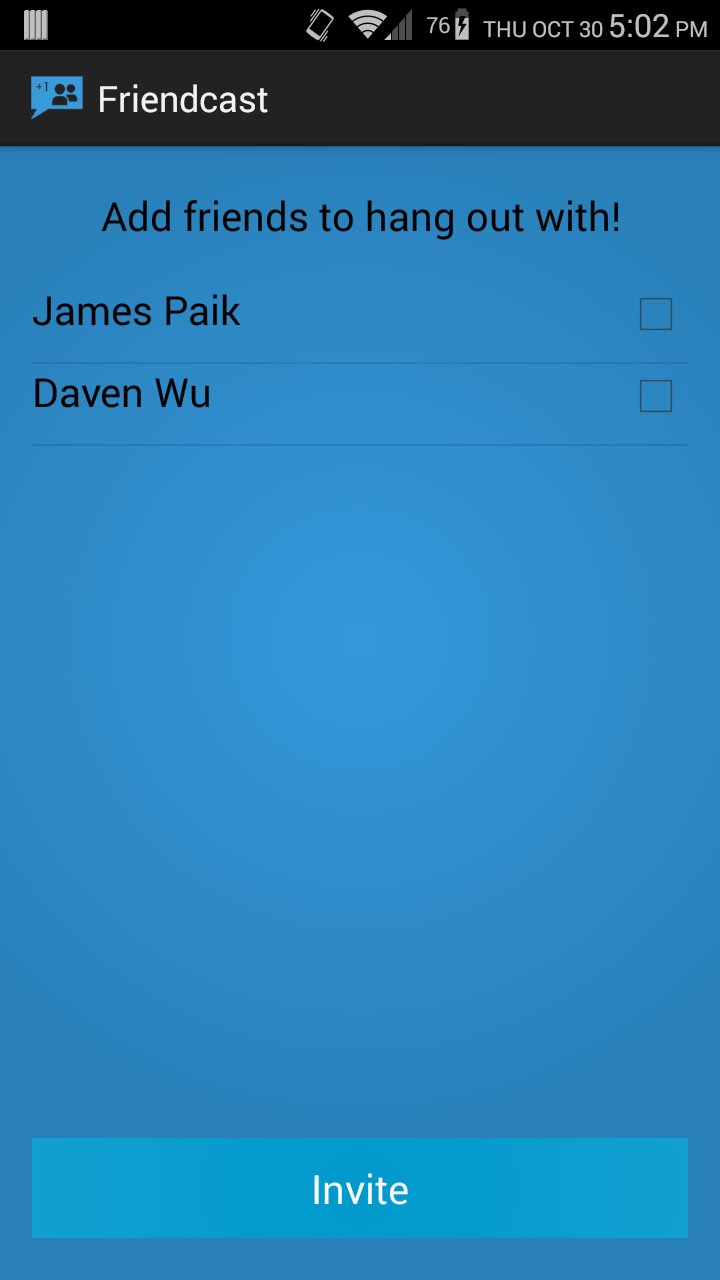 76 THU OCT 30 5:02 PM
+1 Friendcast
Add friends to hang out with!
James Paik
Daven Wu
Invite